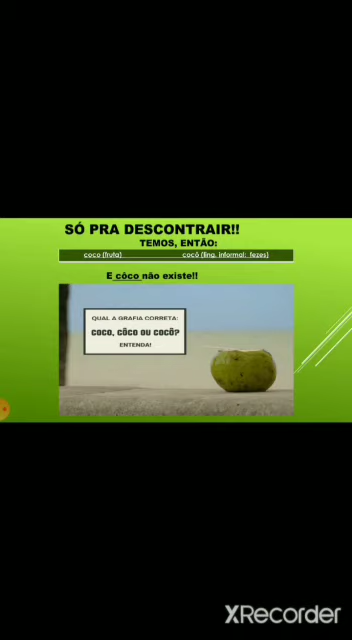 SÓ PRA DESCONTRAIR!!
TEMOS, ENTÃO:
coco (fruta) cocô (ling. informal: fezes)
E côco não existe!!
QUAL A GRAFIA CORRETA:
COCO, CÔCO OU COCÔ?
ENTENDA!
XRecorder